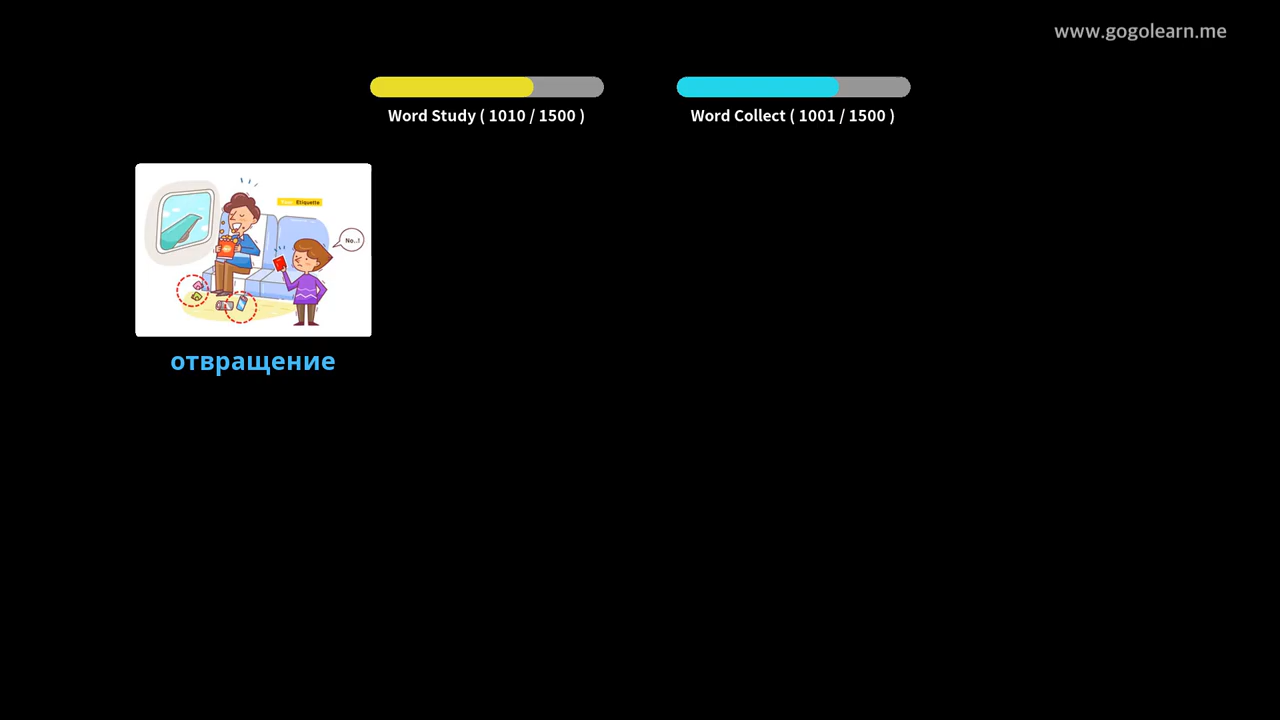 www.gogolearn.me
Word Study ( 1010 / 1500 )
Word Collect ( 1001 / 1500 )
Etiquette
No..!
отвращение